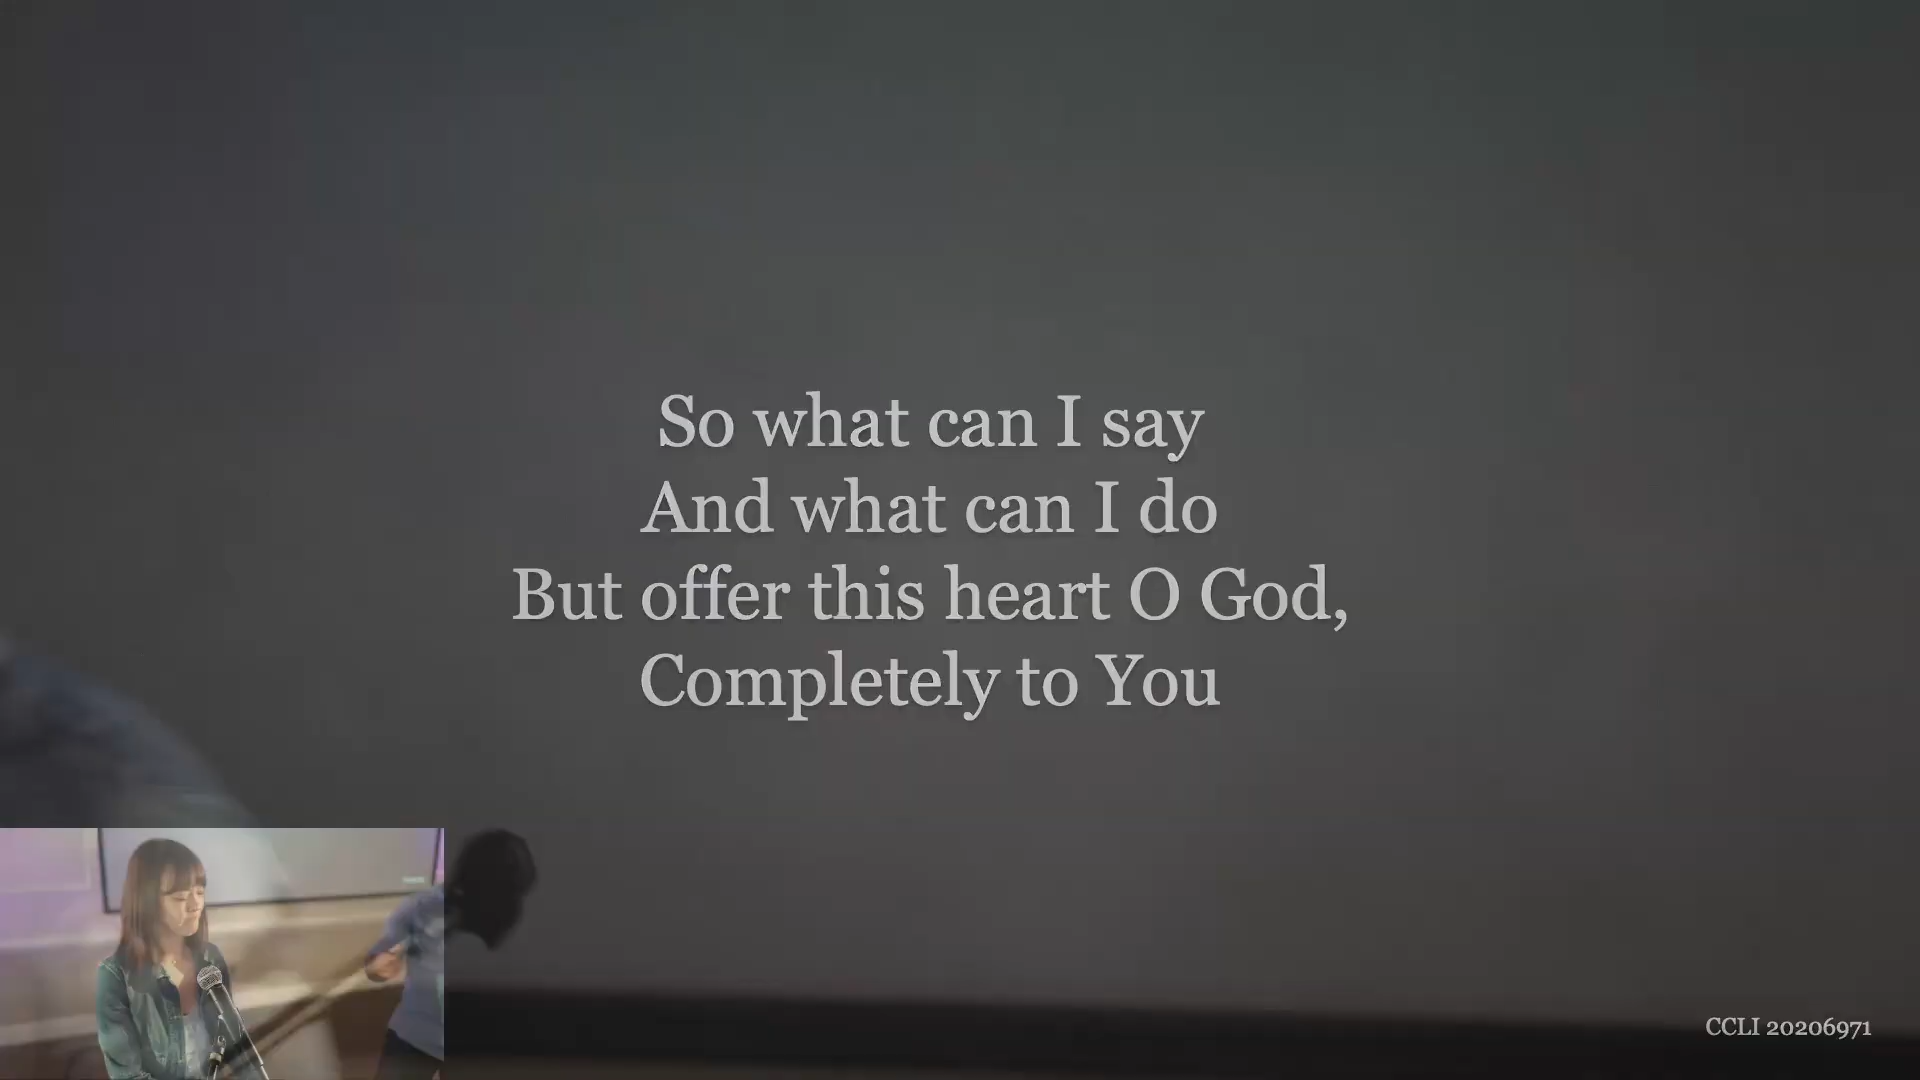 So what can I say
And what can I do
But offer this heart O God,
Completely to You
CCLI 20206971